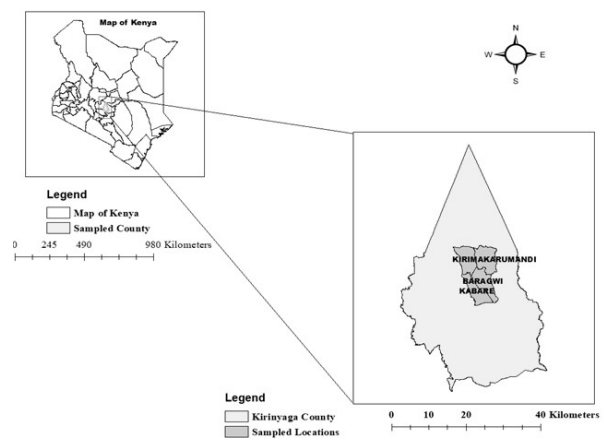 Map of Kenya
N
W E
S
Legend
Map of Kenya
Sampled County
0 245 490 980 Kilometers
KIRIMAKARUMANDI
BARAGWI
KABARE
Legend
Kirinyaga County
Sampled Locations
0 10 20 40 Kilometers